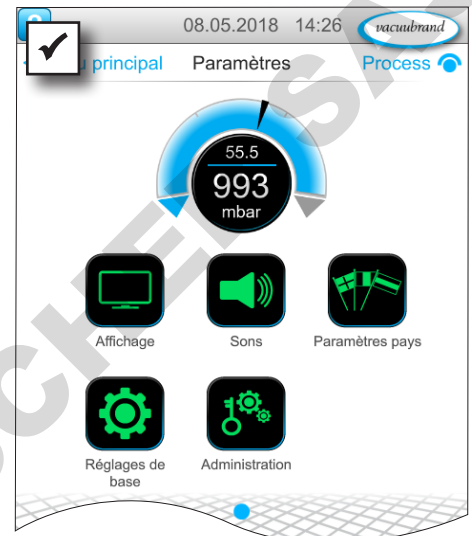 08.05.2018 14:26 vacuubrand
principal Paramètres Process
55.5
993
mbar
Affichage Sons Paramètres pays
Réglages de Administration
base